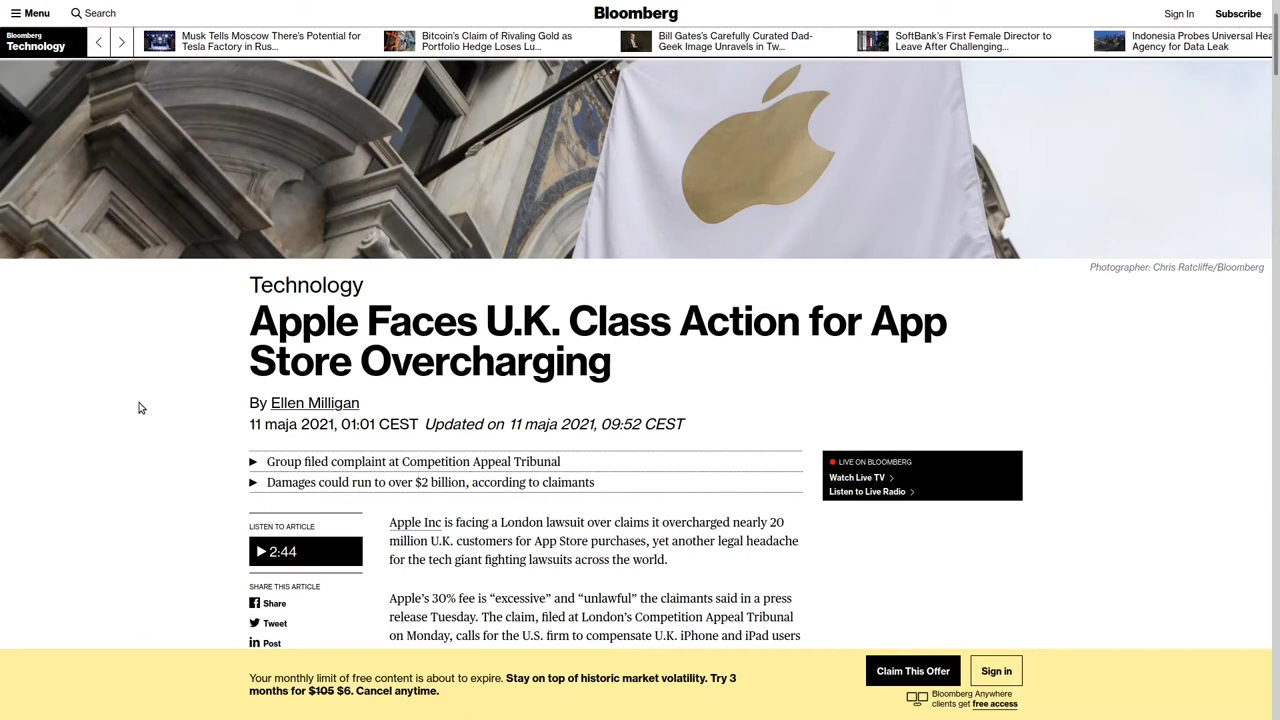 Menu
Search
Bloomberg
Sign In
Subscribe
Bloomberg
Technology
Musk Tells Moscow There's Potential for
Tesla Factory in Rus...
Bitcoin's Claim of Rivaling Gold as
Portfolio Hedge Loses Lu...
Bill Gates's Carefully Curated Dad-
Geek Image Unravels in Tw...
SoftBank's First Female Director to
Leave After Challenging...
Indonesia Probes Universal Hea
Agency for Data Leak
Photographer: Chris Ratcliffe/Bloomberg
Technology
Apple Faces U.K. Class Action for App
Store Overcharging
By Ellen Milligan
11 maja 2021, 01:01 CEST Updated on 11 maja 2021, 09:52 CEST
Group filed complaint at Competition Appeal Tribunal
Damages could run to over $2 billion, according to claimants
LIVE ON BLOOMBERG
Watch Live TV
Listen to Live Radio
LISTEN TO ARTICLE
2:44
SHARE THIS ARTICLE
Share
Tweet
Post
Apple Inc is facing a London lawsuit over claims it overcharged nearly 20
million U.K. customers for App Store purchases, yet another legal headache
for the tech giant fighting lawsuits across the world.
Apple's 30% fee is “excessive” and “unlawful” the claimants said in a press
release Tuesday. The claim, filed at London's Competition Appeal Tribunal
on Monday, calls for the U.S. firm to compensate U.K. iPhone and iPad users
Your monthly limit of free content is about to expire. Stay on top of historic market volatility. Try 3
months for $105 $6. Cancel anytime.
Claim This Offer
Sign in
Bloomberg Anywhere
clients get free access